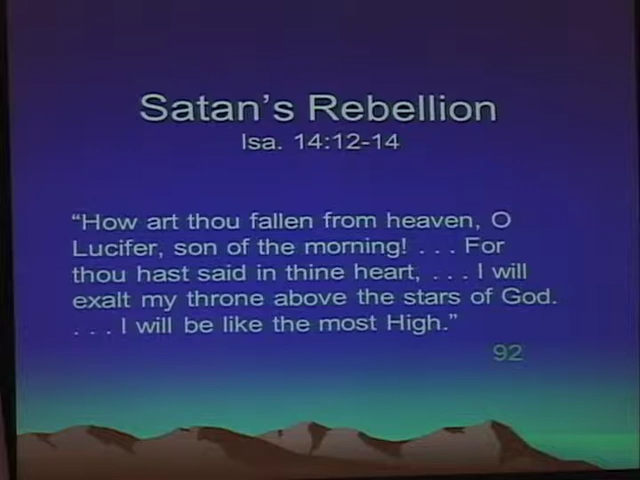 Satan's Rebellion
Isa. 14:12-14
“How art thou fallen from heaven, O
Lucifer, son of the morning! . . . For
thou hast said in thine heart, . . . I will
exalt my throne above the stars of God.
. . . I will be like the most High.”
92